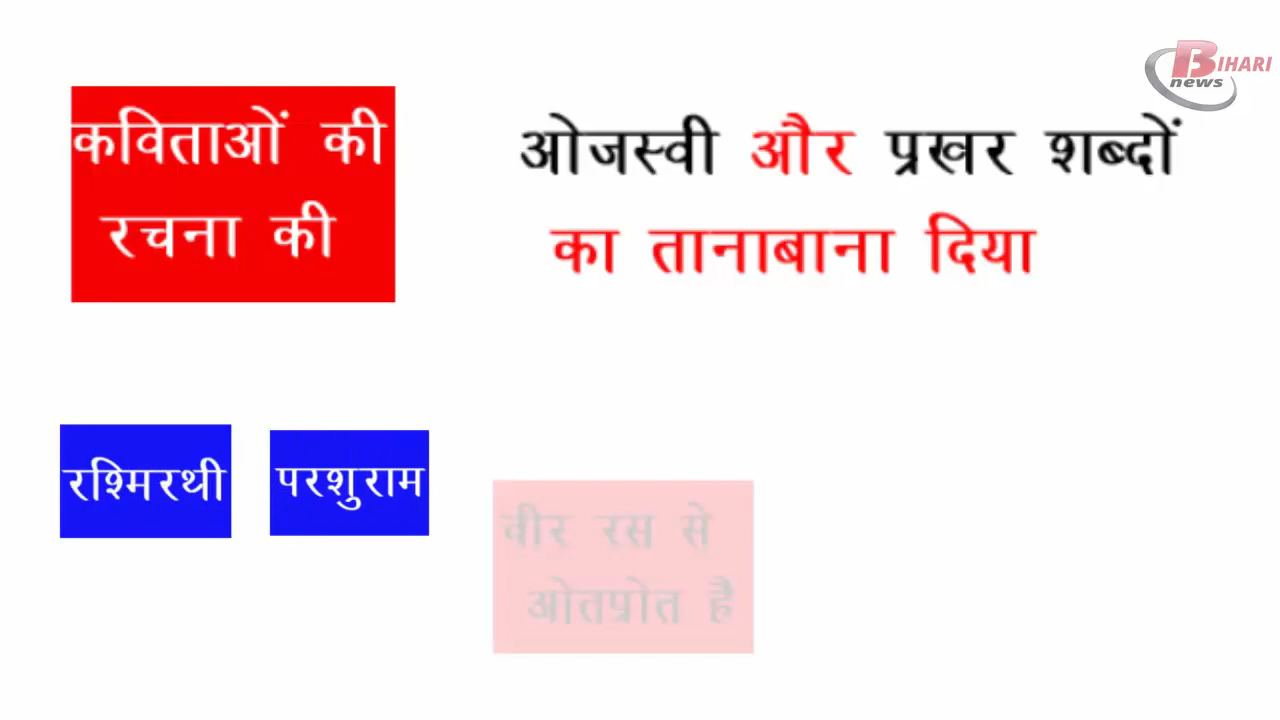 BIHARI
news
कविताओं की
रचना की
ओजस्वी और प्रखर शब्दों
का तानाबाना दिया
रश्मिरथी
परशुराम
वीर रस से
ओतप्रोत है